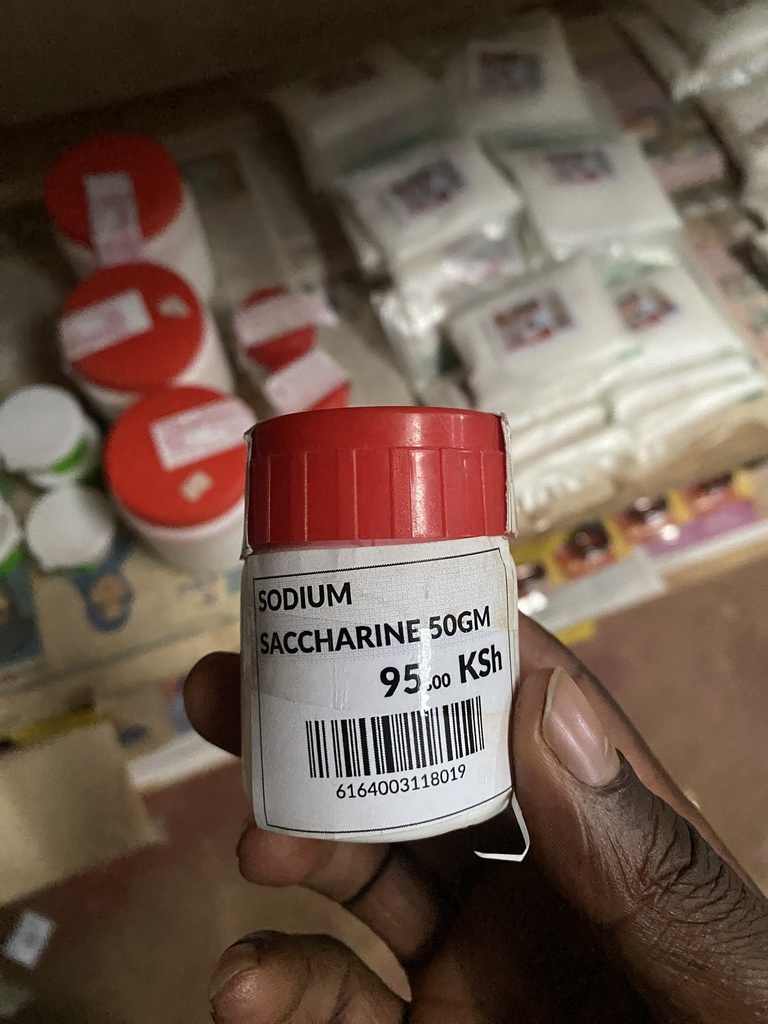 SODIUM
SACCHARINE 50GM
95.00 KSh
6164003118019